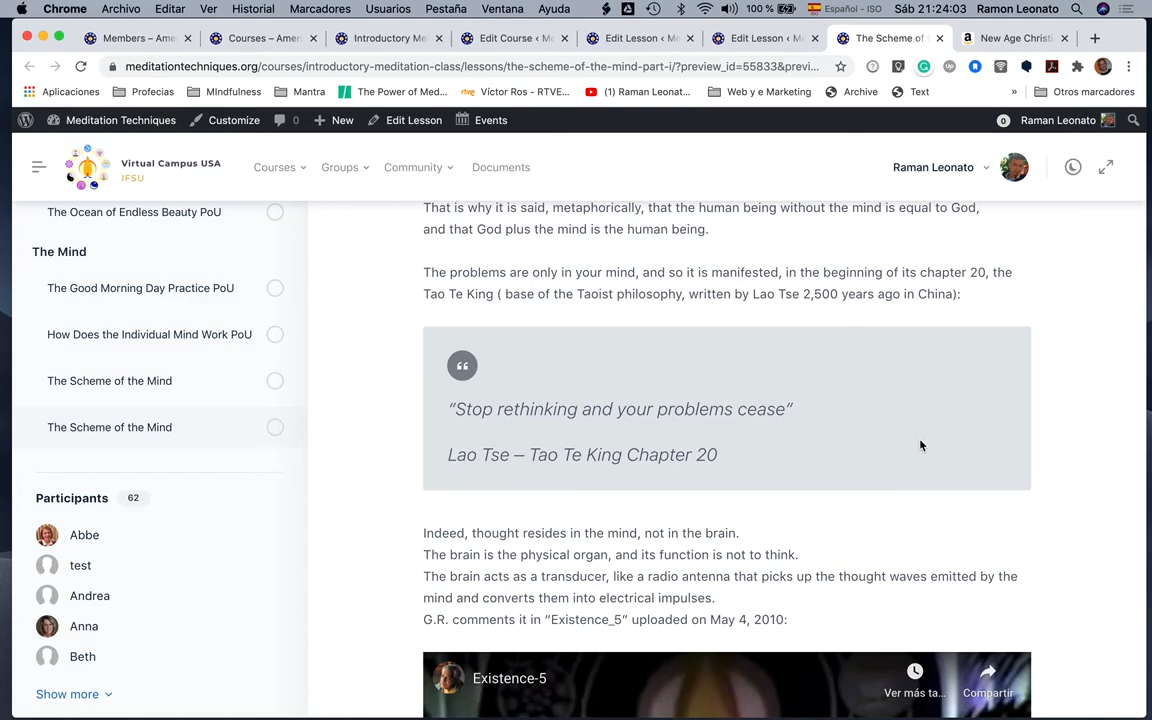 Chrome Archivo Editar Ver Historial Marcadores Usuarios Pestaña Ventana Ayuda 100 % Español - ISO Sáb 21:24:03 Ramon Leonato
Members – Ame
Courses – Ameri
Introductory Me
Edit Course ‹ Me
Edit Lesson ‹ M
Edit Lesson ‹ M
The Scheme of
New Age Christi
meditationtechniques.org/courses/introductory-meditation-class/lessons/the-scheme-of-the-mind-part-i/?preview_id=55833&previ...
Aplicaciones Profecias MIndfulness Mantra The Power of Med... Víctor Ros - RTVE... (1) Raman Leonat... Web y e Marketing Archive Text » Otros marcadores
Meditation Techniques Customize 0 New Edit Lesson Events 0 Raman Leonato
Virtual Campus USA
IFSU
Courses Groups Community Documents Raman Leonato
The Ocean of Endless Beauty PoU
The Mind
The Good Morning Day Practice PoU
How Does the Individual Mind Work PoU
The Scheme of the Mind
The Scheme of the Mind
Participants 62
Abbe
test
Andrea
Anna
Beth
Show more
That is why it is said, metaphorically, that the human being without the mind is equal to God,
and that God plus the mind is the human being.
The problems are only in your mind, and so it is manifested, in the beginning of its chapter 20, the
Tao Te King ( base of the Taoist philosophy, written by Lao Tse 2,500 years ago in China):
“Stop rethinking and your problems cease”
Lao Tse – Tao Te King Chapter 20
Indeed, thought resides in the mind, not in the brain.
The brain is the physical organ, and its function is not to think.
The brain acts as a transducer, like a radio antenna that picks up the thought waves emitted by the
mind and converts them into electrical impulses.
G.R. comments it in “Existence_5” uploaded on May 4, 2010:
Existence-5
Ver más ta... Compartir